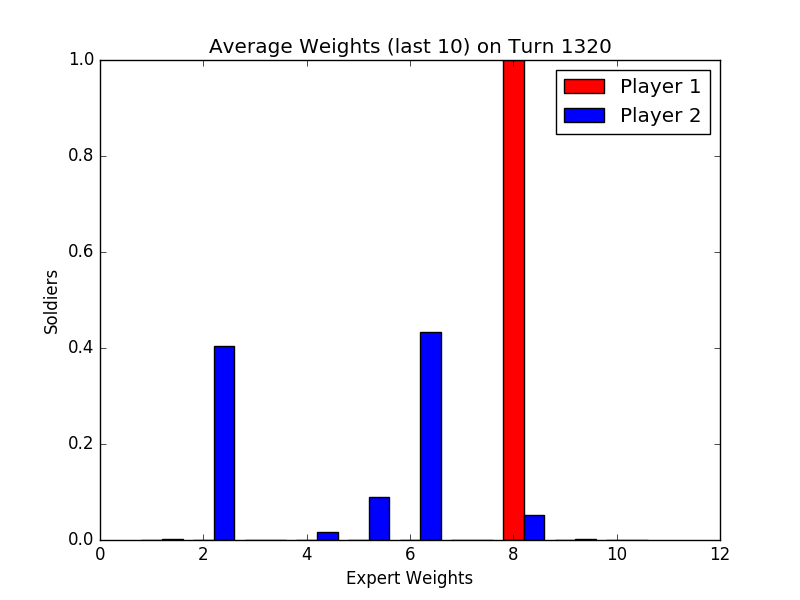 Average Weights (last 10) on Turn 1320
Player 1
Player 2
1.0
0.8
0.6
0.4
0.2
0.0
Soldiers
0 2 4 6 8 10 12
Expert Weights